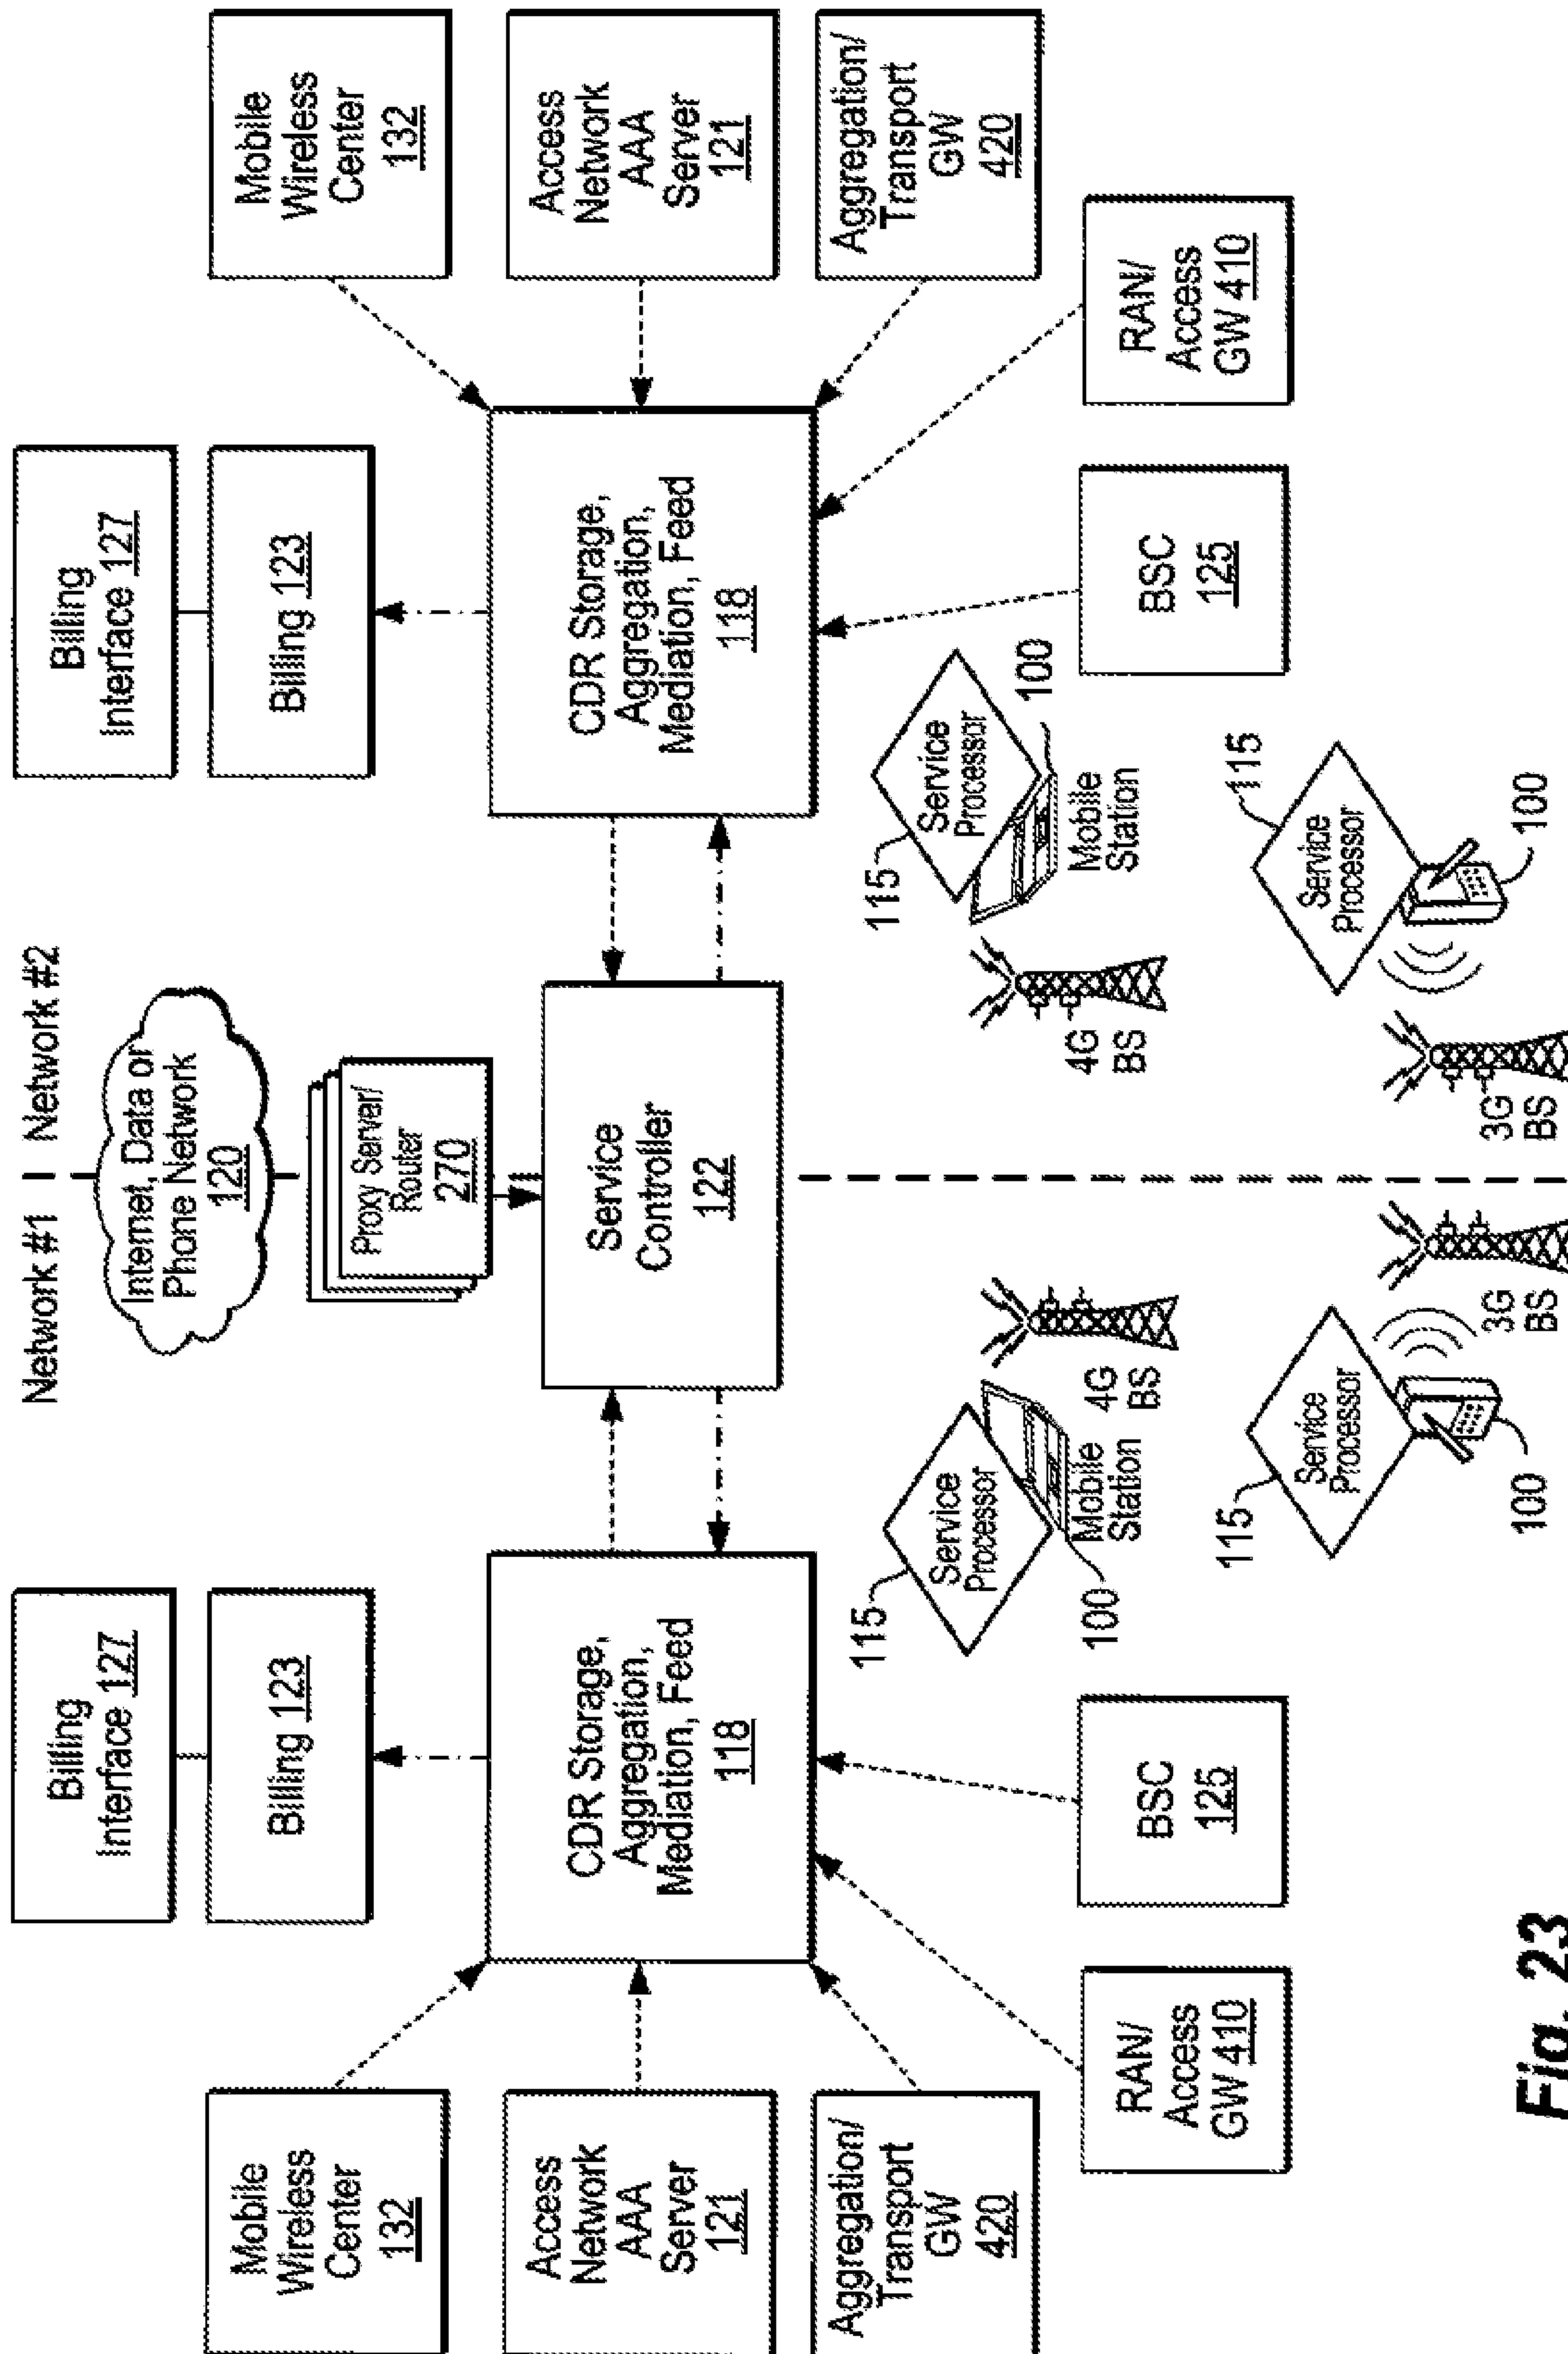 Network #1
Network #2
Billing
Interface 127
Billing 123
Internet, Data or
Phone Network
120
Billing
Interface 127
Billing 123
Mobile
Wireless
Center
132
Proxy Server/
Router
270
Mobile
Wireless
Center
132
Access
Network
AAA
Server
121
CDR Storage,
Aggregation,
Mediation, Feed
118
Service
Controller
122
CDR Storage,
Aggregation,
Mediation, Feed
118
Access
Network
AAA
Server
121
Aggregation/
Transport
GW
420
Aggregation/
Transport
GW
420
RAN/
Access
GW 410
BSC
125
115
Service
Processor
100
Mobile
Station
4G
BS
4G
BS
115
Service
Processor
100
Mobile
Station
BSC
125
RAN/
Access
GW 410
115
Service
Processor
100
3G
BS
3G
BS
115
Service
Processor
100
Fig. 23